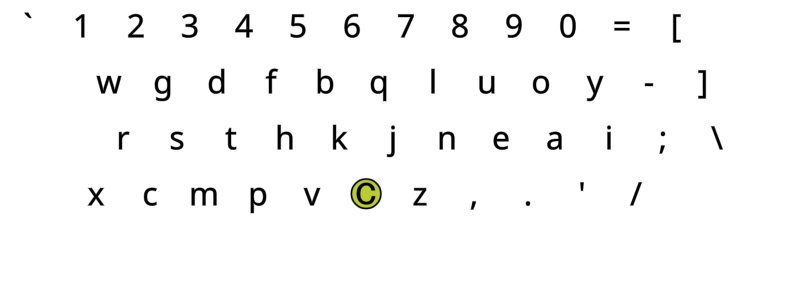 ` 1 2 3 4 5 6 7 8 9 0 = [
w g d f b q l u o y - ]
r s t h k j n e a i ; \
x c m p v © z , . ' /